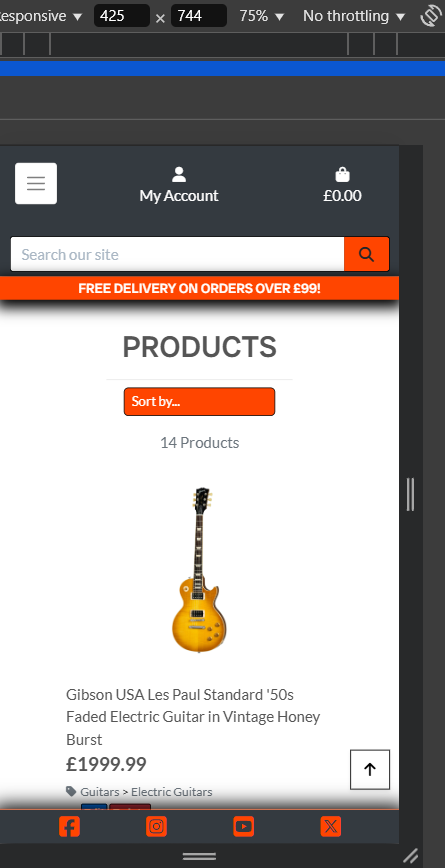 esponsive ▼ 425 × 744 75% ▼ No throttling ▼
My Account
£0.00
Search our site
FREE DELIVERY ON ORDERS OVER £99!
PRODUCTS
Sort by...
14 Products
Gibson USA Les Paul Standard '50s
Faded Electric Guitar in Vintage Honey
Burst
£1999.99
Guitars > Electric Guitars